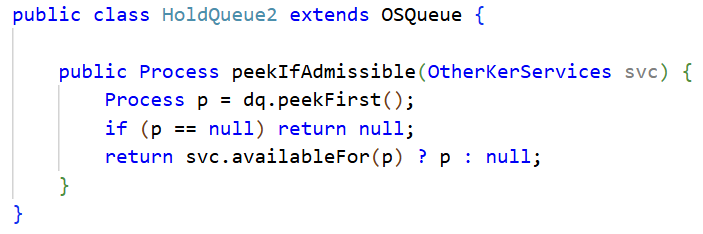 public class HoldQueue2 extends OSQueue {
public Process peekIfAdmissible(OtherKerServices svc) {
Process p = dq.peekFirst();
if (p == null) return null;
return svc.availableFor(p) ? p : null;
}
}